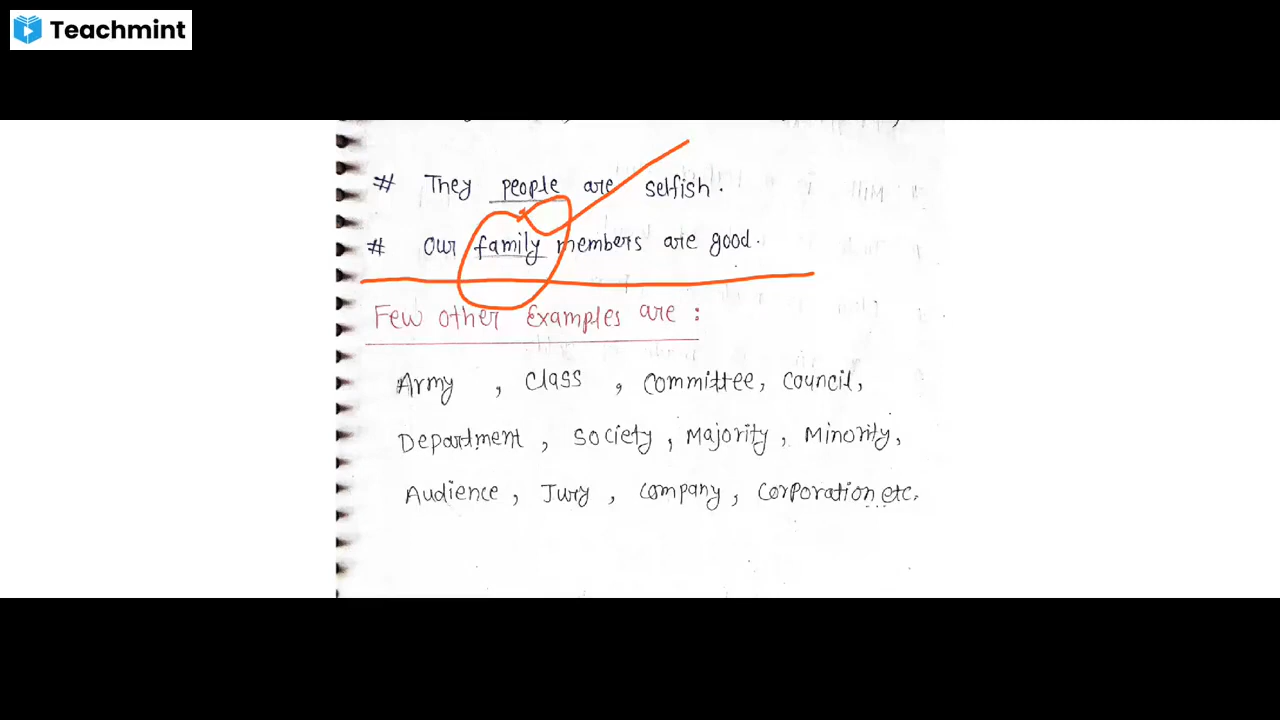 Teachmint
# They people are selfish.
# Our family members are good.
Few other Examples are :
Army , Class , Committee, Council,
Department , Society , Majority , Minority,
Audience , Jury , Company , Corporation etc.